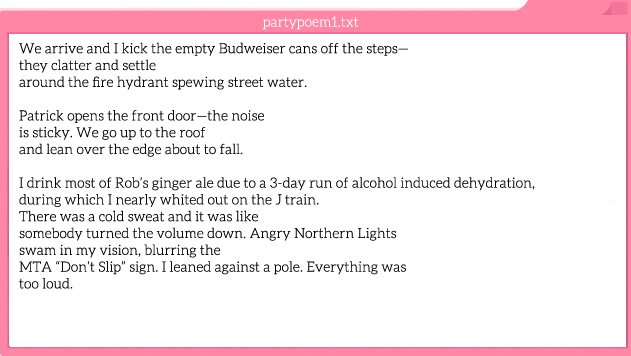 partypoem1.txt
We arrive and I kick the empty Budweiser cans off the steps—
they clatter and settle
around the fire hydrant spewing street water.
Patrick opens the front door—the noise
is sticky. We go up to the roof
and lean over the edge about to fall.
I drink most of Rob's ginger ale due to a 3-day run of alcohol induced dehydration,
during which I nearly whited out on the J train.
There was a cold sweat and it was like
somebody turned the volume down. Angry Northern Lights
swam in my vision, blurring the
MTA “Don't Slip” sign. I leaned against a pole. Everything was
too loud.